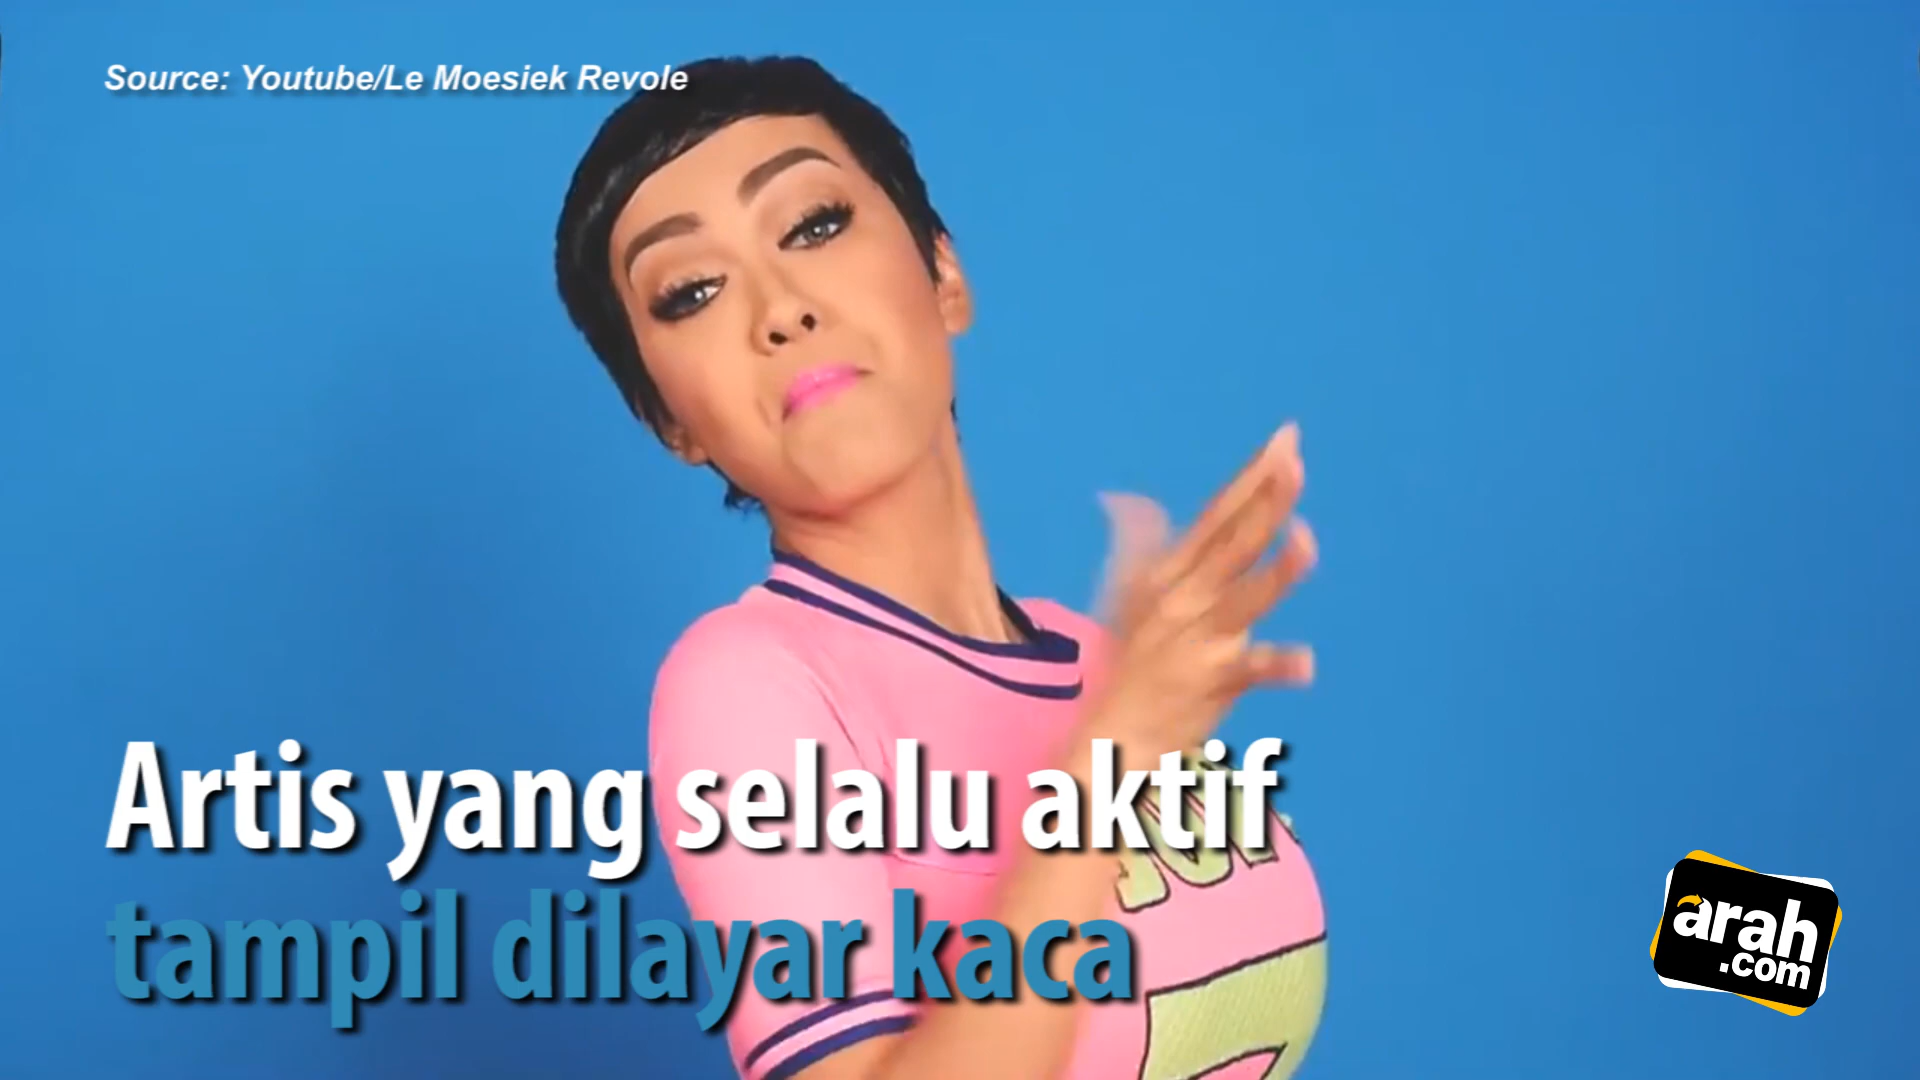 Source: Youtube/Le Moesiek Revole
Artis yang selalu aktif
tampil dilayar kaca
arah
.com